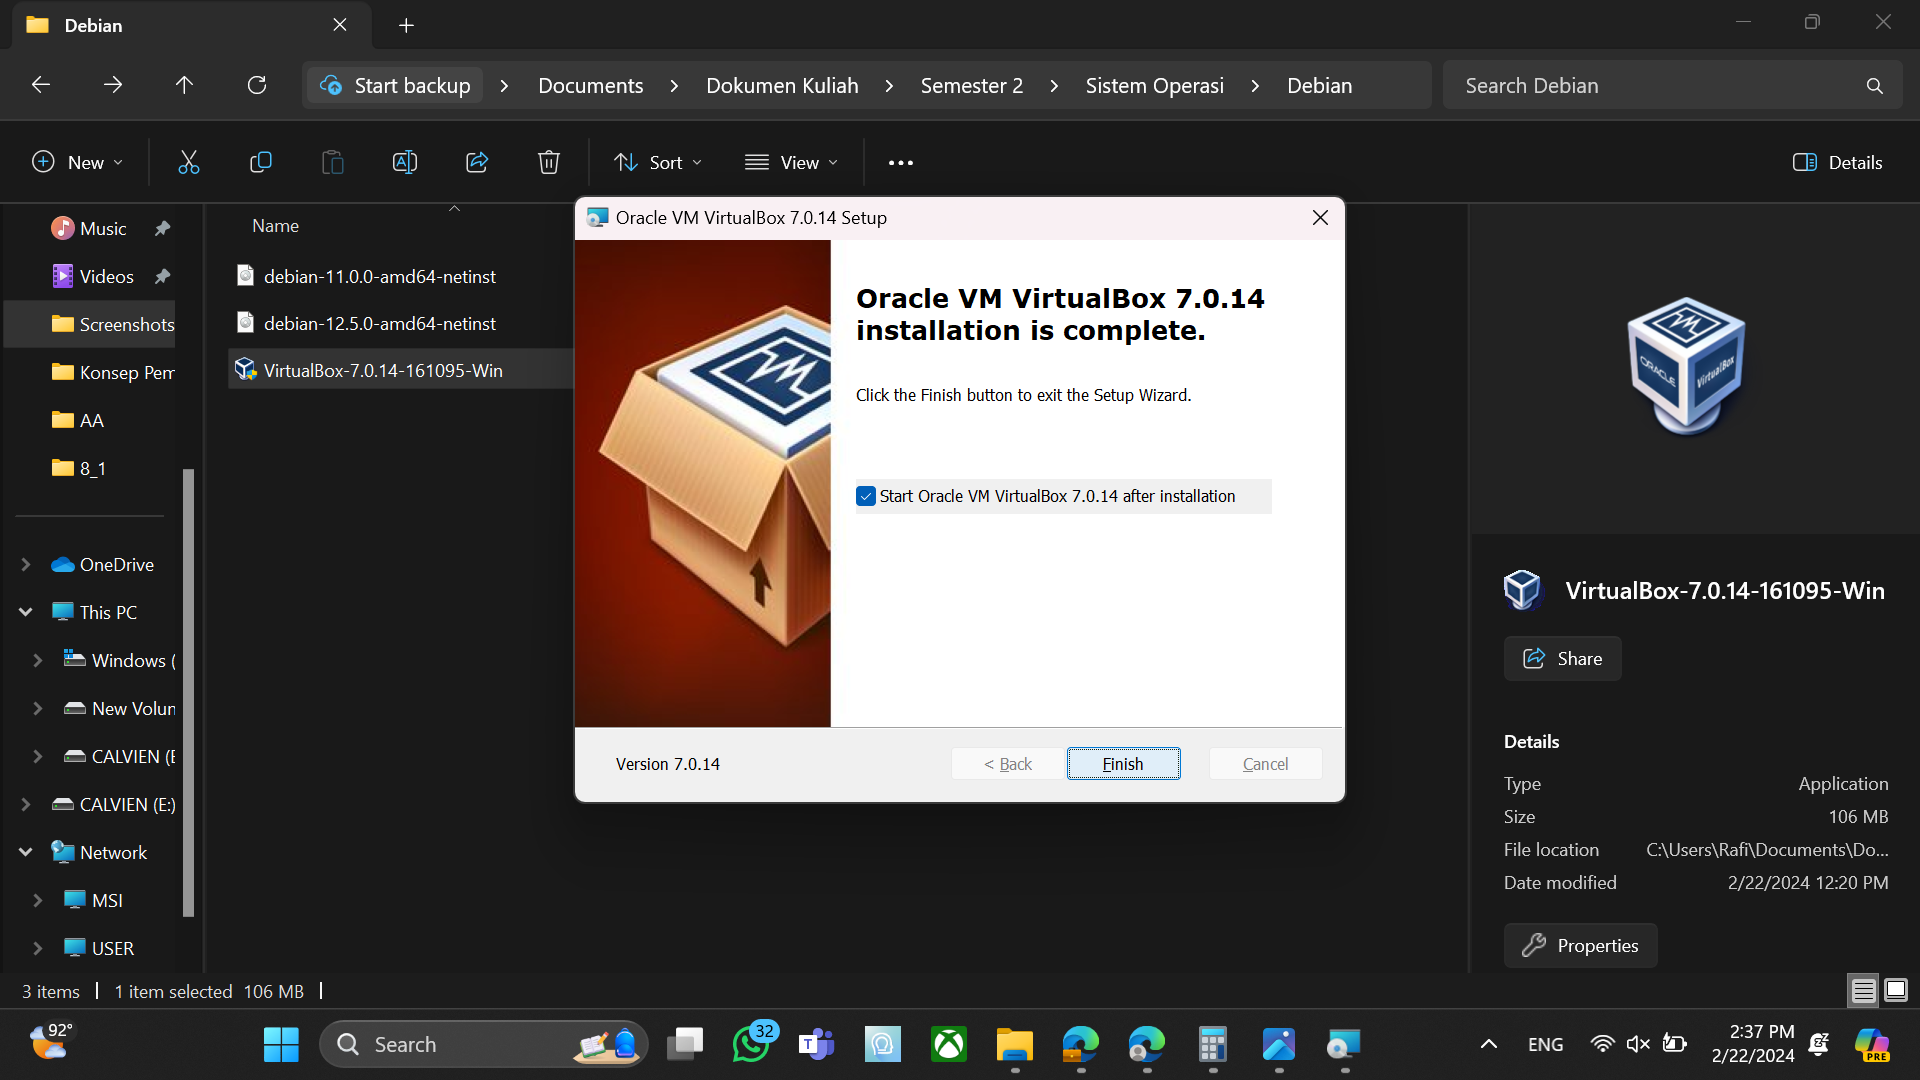 Debian
Start backup
Documents
Dokumen Kuliah
Semester 2
Sistem Operasi
Debian
Search Debian
New
Sort
View
Details
Music
Videos
Screenshots
Konsep Pem
AA
8_1
OneDrive
This PC
Windows (
New Volun
CALVIEN (E
CALVIEN (E:)
Network
MSI
USER
Name
debian-11.0.0-amd64-netinst
debian-12.5.0-amd64-netinst
VirtualBox-7.0.14-161095-Win
Oracle VM VirtualBox 7.0.14 Setup
Oracle VM VirtualBox 7.0.14
installation is complete.
Click the Finish button to exit the Setup Wizard.
Start Oracle VM VirtualBox 7.0.14 after installation
Version 7.0.14
< Back
Finish
Cancel
ORACLE
VirtualBox
VirtualBox-7.0.14-161095-Win
Share
Details
Type Application
Size 106 MB
File location C:\Users\Rafi\Documents\Do...
Date modified 2/22/2024 12:20 PM
Properties
3 items
1 item selected 106 MB
92°
Search
32
T
ENG
2:37 PM
2/22/2024
PRE